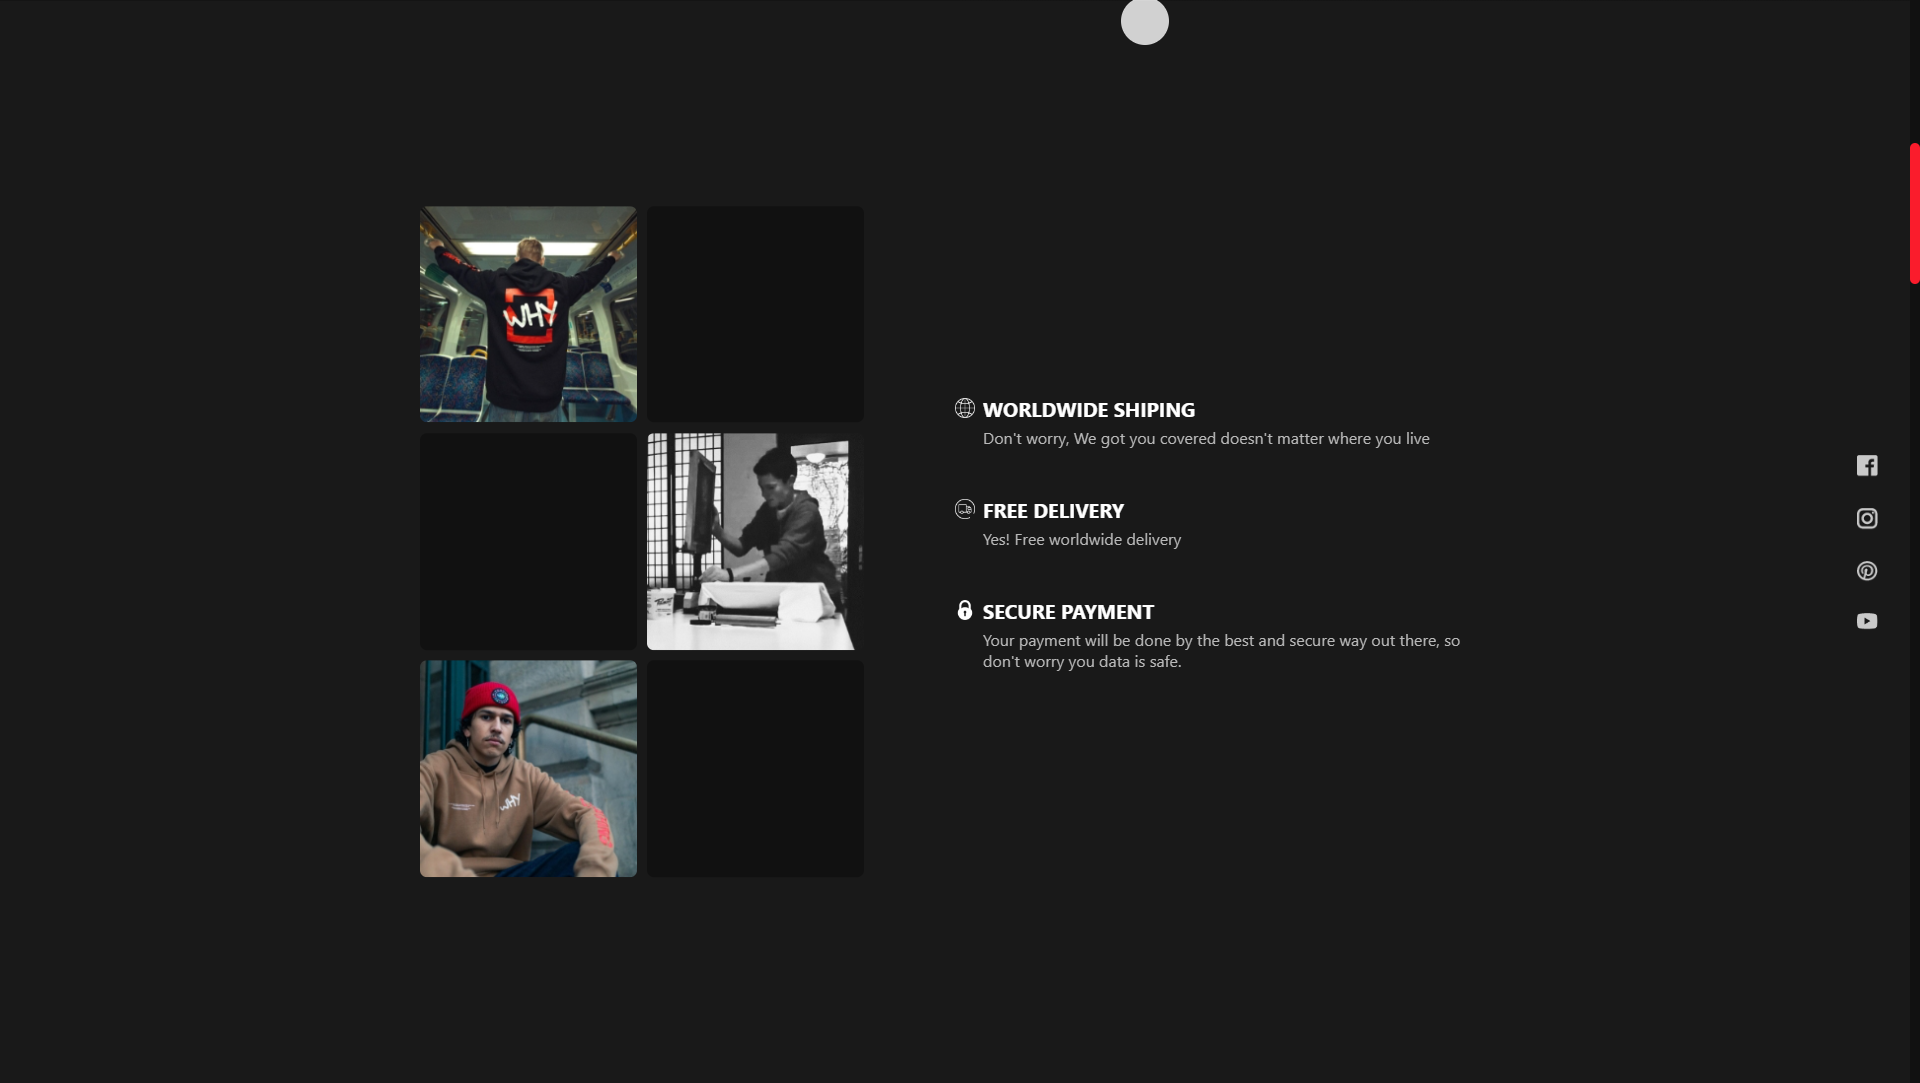 WHY
WORLDWIDE SHIPING
Don't worry, We got you covered doesn't matter where you live
FREE DELIVERY
Yes! Free worldwide delivery
SECURE PAYMENT
Your payment will be done by the best and secure way out there, so
don't worry you data is safe.
WHY